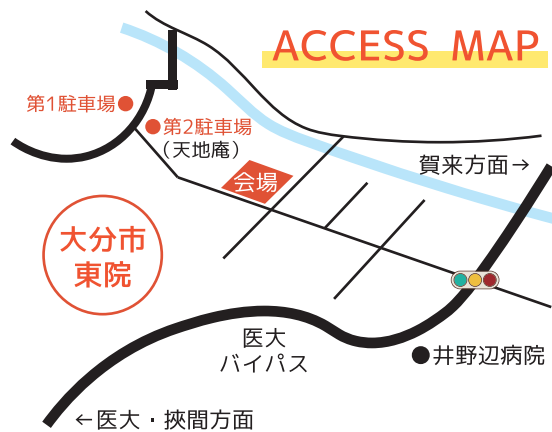 ACCESS MAP
第1駐車場
第2駐車場
（天地庵）
賀来方面→
会場
大分市
東院
医大
バイパス
井野辺病院
←医大・挾間方面